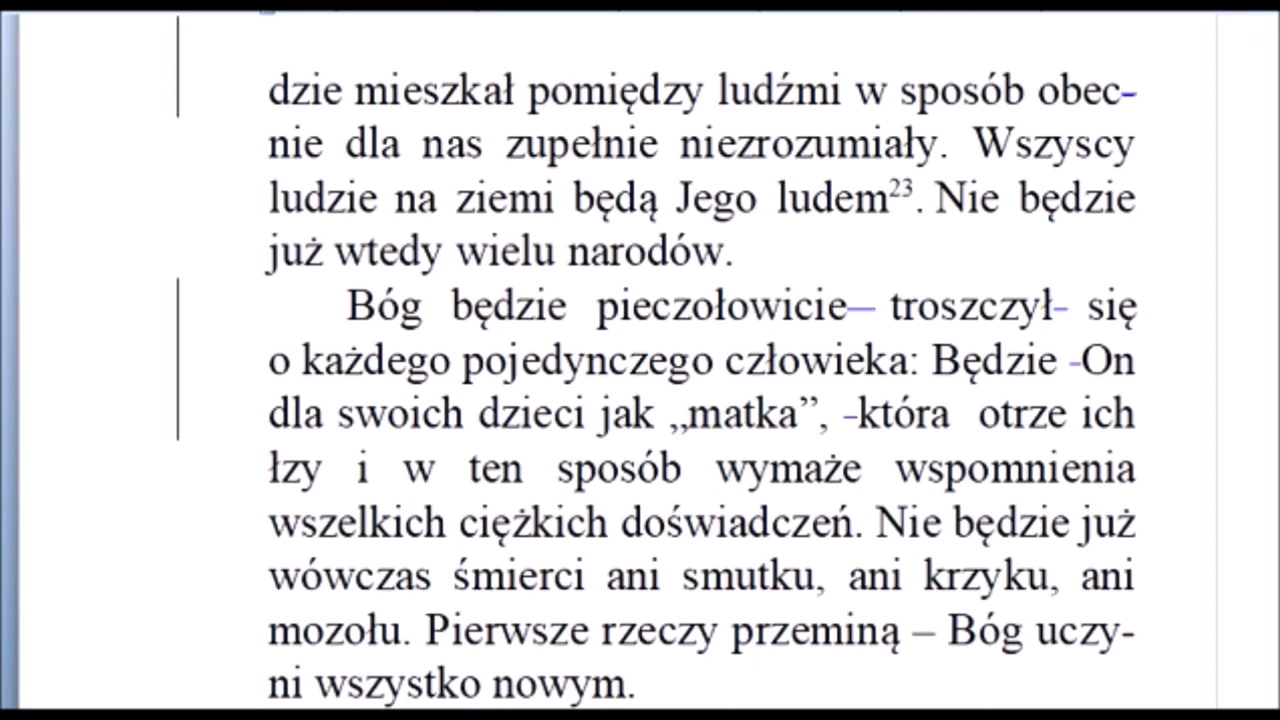 dzie mieszkał pomiędzy ludźmi w sposób obec-
nie dla nas zupełnie niezrozumiały. Wszyscy
ludzie na ziemi będą Jego ludem²³. Nie będzie
już wtedy wielu narodów.
Bóg będzie pieczołowicie– troszczył- się
o każdego pojedynczego człowieka: Będzie -On
dla swoich dzieci jak „matka”, -która otrze ich
łzy i w ten sposób wymaże wspomnienia
wszelkich ciężkich doświadczeń. Nie będzie już
wówczas śmierci ani smutku, ani krzyku, ani
mozołu. Pierwsze rzeczy przeminą – Bóg uczy-
ni wszystko nowym.